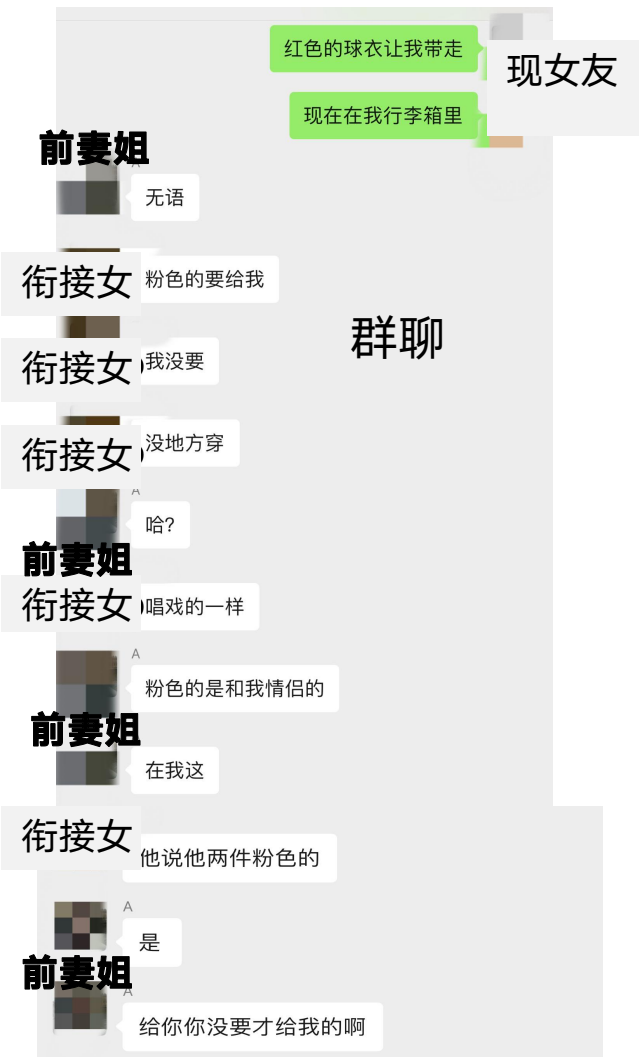 红色的球衣让我带走
现女友
现在在我行李箱里
前妻姐
A
无语
衔接女
粉色的要给我
群聊
衔接女
我没要
衔接女
没地方穿
A
哈?
前妻姐
衔接女
唱戏的一样
A
粉色的是和我情侣的
前妻姐
在我这
衔接女
他说他两件粉色的
A
是
前妻姐
A
给你你没要才给我的啊